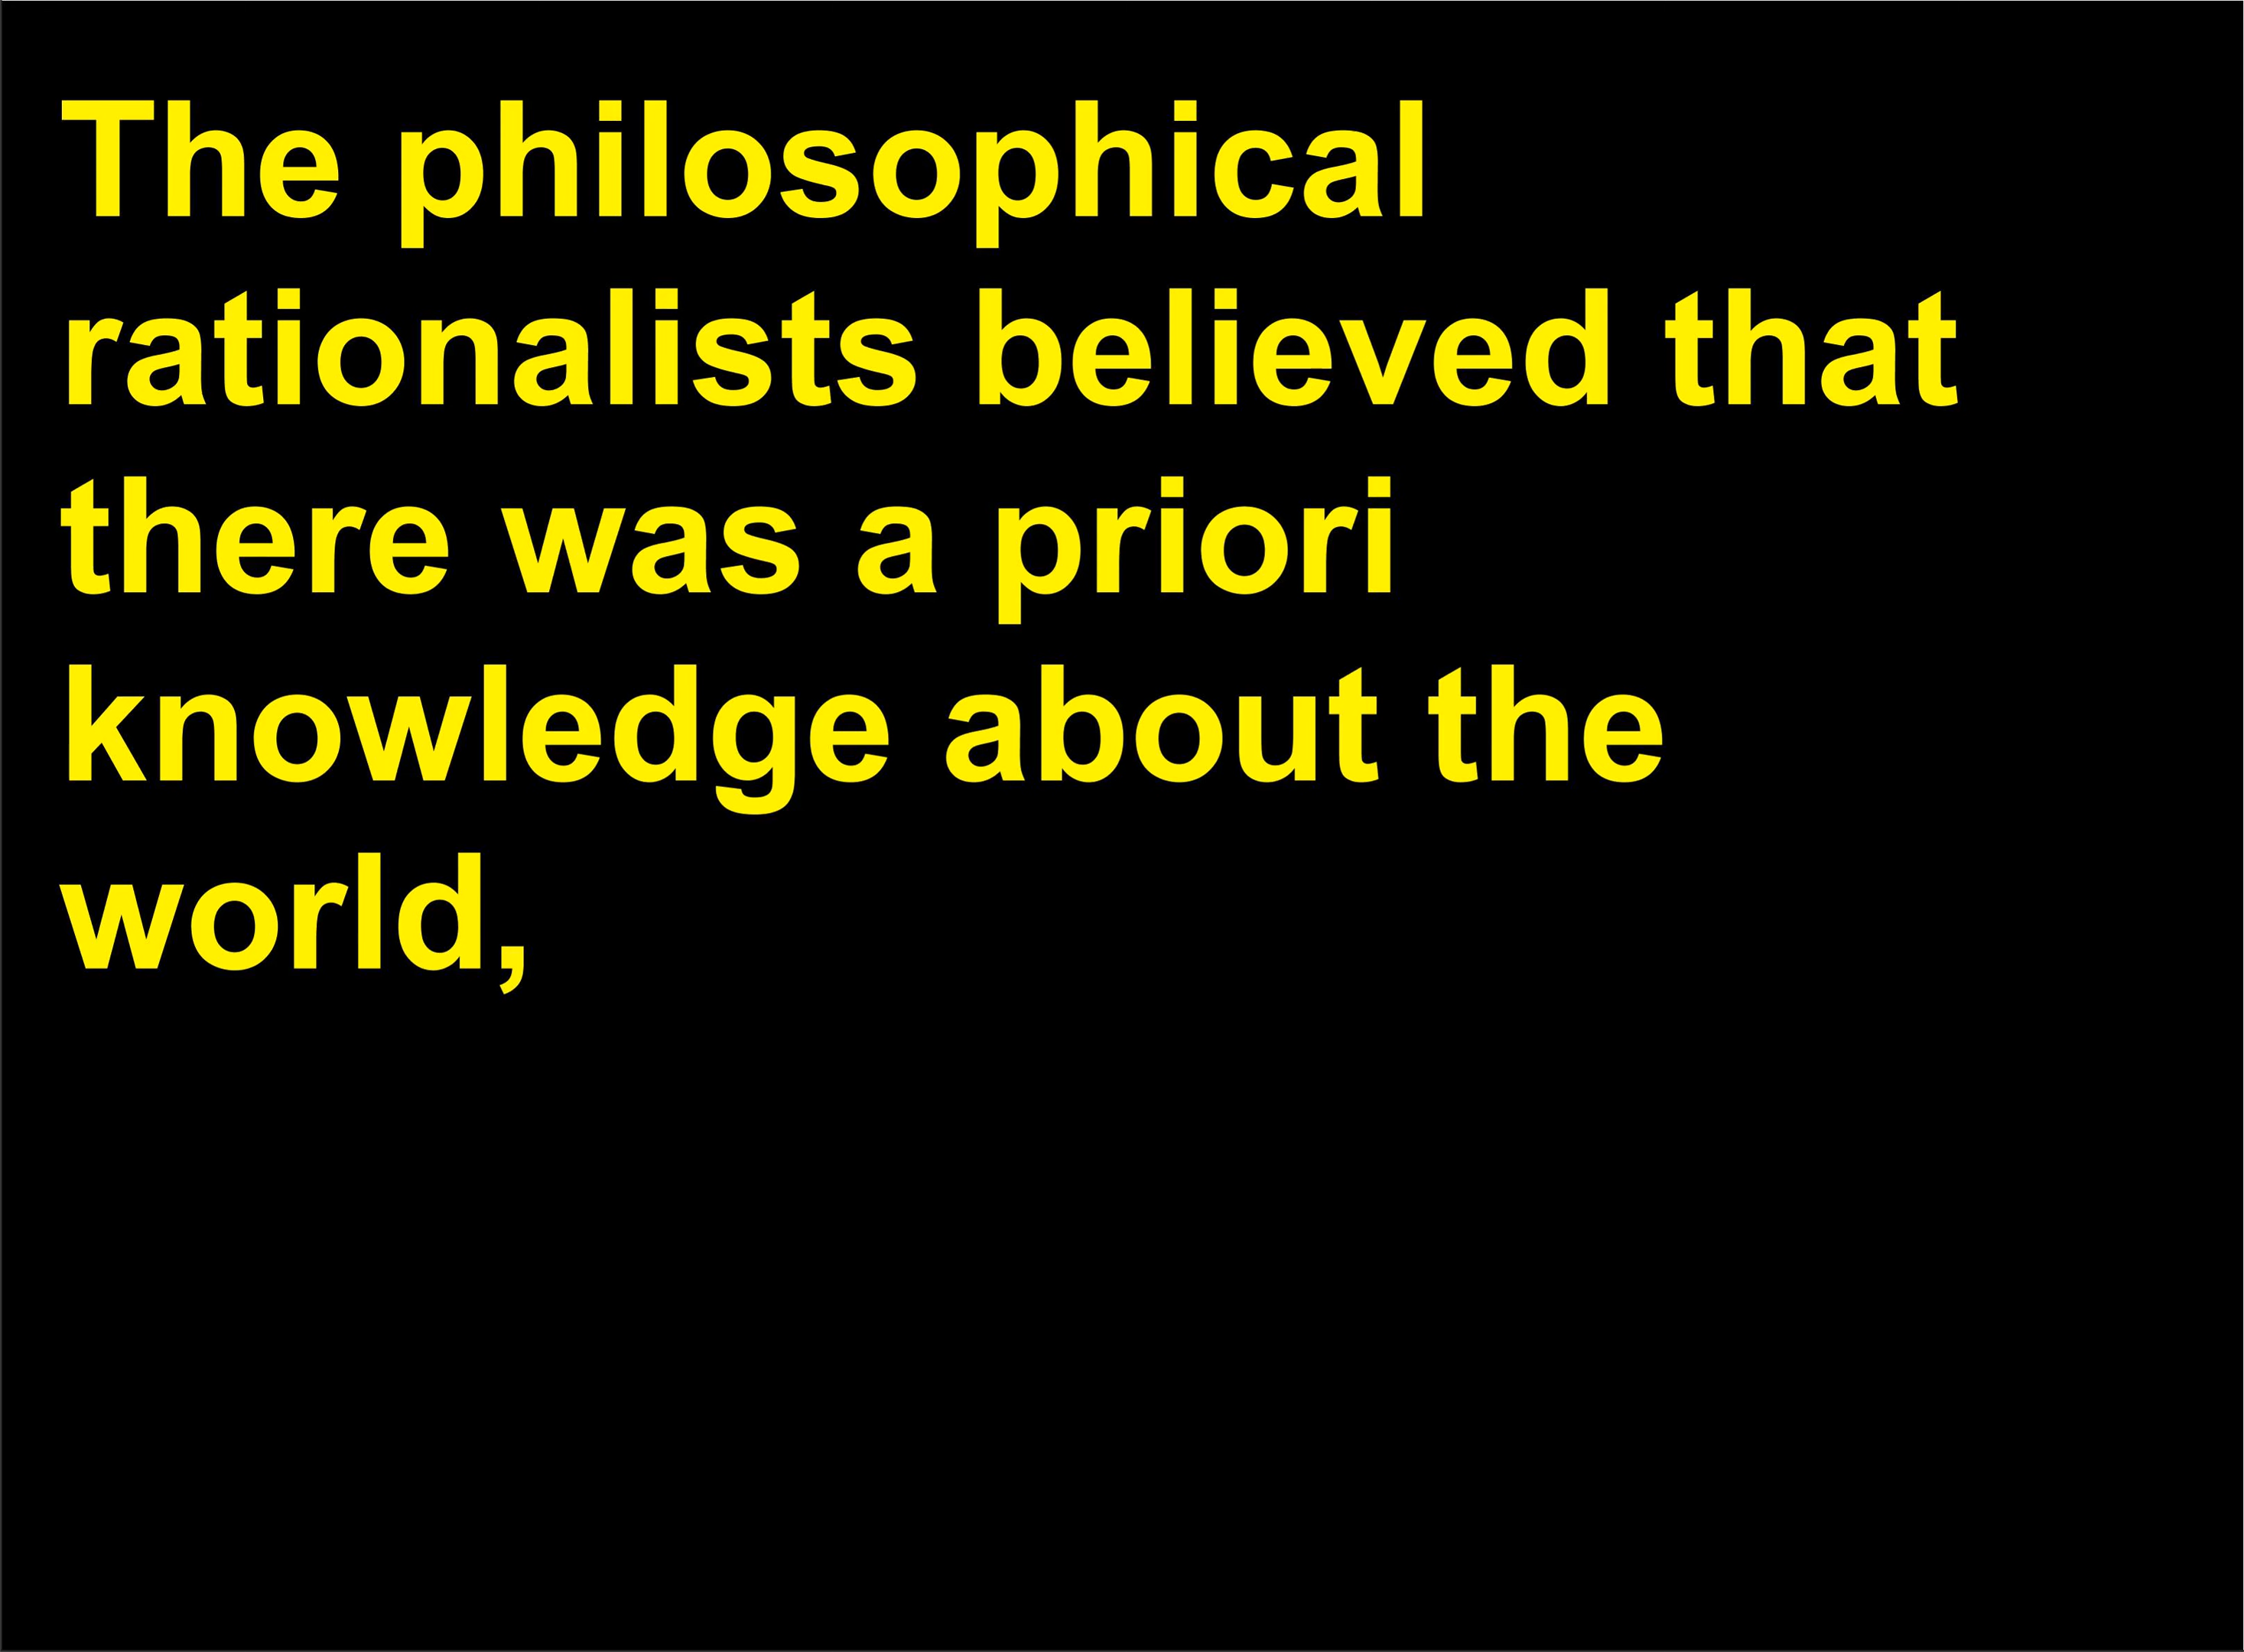 The philosophical
rationalists believed that
there was a priori
knowledge about the
world,